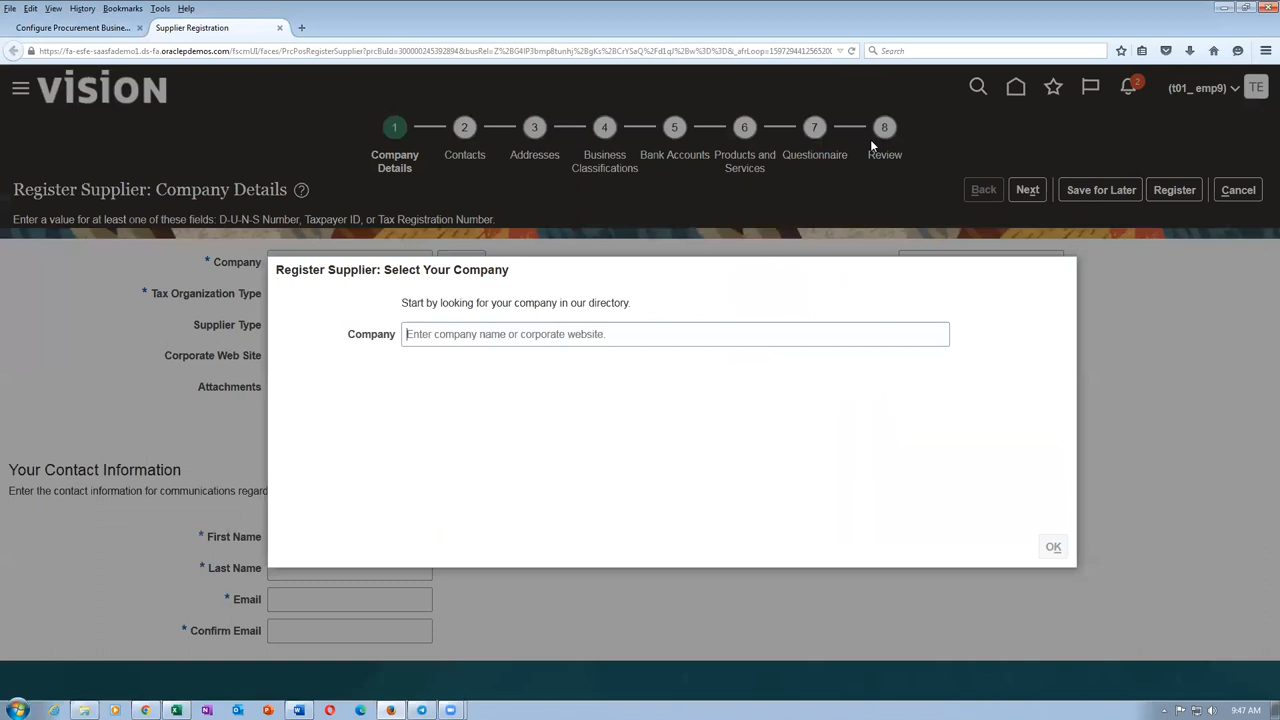 File Edit View History Bookmarks Tools Help
Configure Procurement Busine... × Supplier Registration × +
Search
vision
2
(t01_ emp9) TE
1 2 3 4 5 6 7 8
Company Details Contacts Addresses Business Classifications Bank Accounts Products and Services Questionnaire Review
Register Supplier: Company Details ?
Back Next Save for Later Register Cancel
Enter a value for at least one of these fields: D-U-N-S Number, Taxpayer ID, or Tax Registration Number.
* Company
* Tax Organization Type
Supplier Type
Corporate Web Site
Attachments
Register Supplier: Select Your Company
Start by looking for your company in our directory.
Company Enter company name or corporate website.
OK
Your Contact Information
Enter the contact information for communications regard
* First Name
* Last Name
* Email
* Confirm Email
9:47 AM